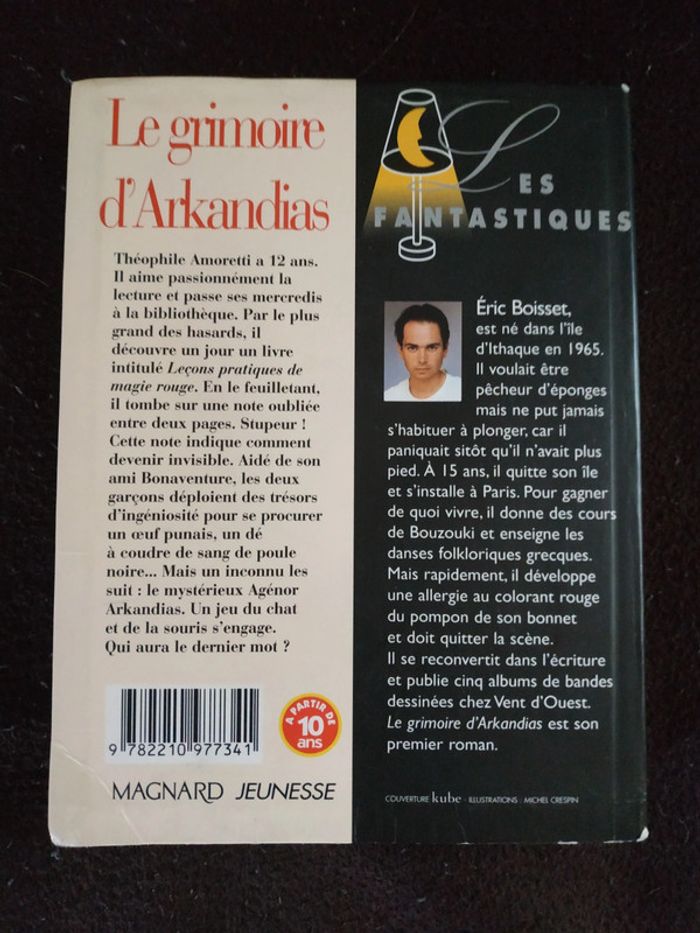 Le grimoire
d'Arkandias
Théophile Amoretti a 12 ans.
Il aime passionnément la
lecture et passe ses mercredis
à la bibliothèque. Par le plus
grand des hasards, il
découvre un jour un livre
intitulé Leçons pratiques de
magie rouge. En le feuilletant,
il tombe sur une note oubliée
entre deux pages. Stupeur !
Cette note indique comment
devenir invisible. Aidé de son
ami Bonaventure, les deux
garçons déploient des trésors
d'ingéniosité pour se procurer
un œuf punais, un dé
à coudre de sang de poule
noire... Mais un inconnu les
suit : le mystérieux Agénor
Arkandias. Un jeu du chat
et de la souris s'engage.
Qui aura le dernier mot ?
9 782210 977341
À PARTIR DE
10
ans
MAGNARD JEUNESSE
LES
FANTASTIQUES
Éric Boisset,
est né dans l'île
d'Ithaque en 1965.
Il voulait être
pêcheur d'éponges
mais ne put jamais
s'habituer à plonger, car il
paniquait sitôt qu'il n'avait plus
pied. À 15 ans, il quitte son île
et s'installe à Paris. Pour gagner
de quoi vivre, il donne des cours
de Bouzouki et enseigne les
danses folkloriques grecques.
Mais rapidement, il développe
une allergie au colorant rouge
du pompon de son bonnet
et doit quitter la scène.
Il se reconvertit dans l'écriture
et publie cinq albums de bandes
dessinées chez Vent d'Ouest.
Le grimoire d'Arkandias est son
premier roman.
COUVERTURE kube - ILLUSTRATIONS : MICHEL CRESPIN